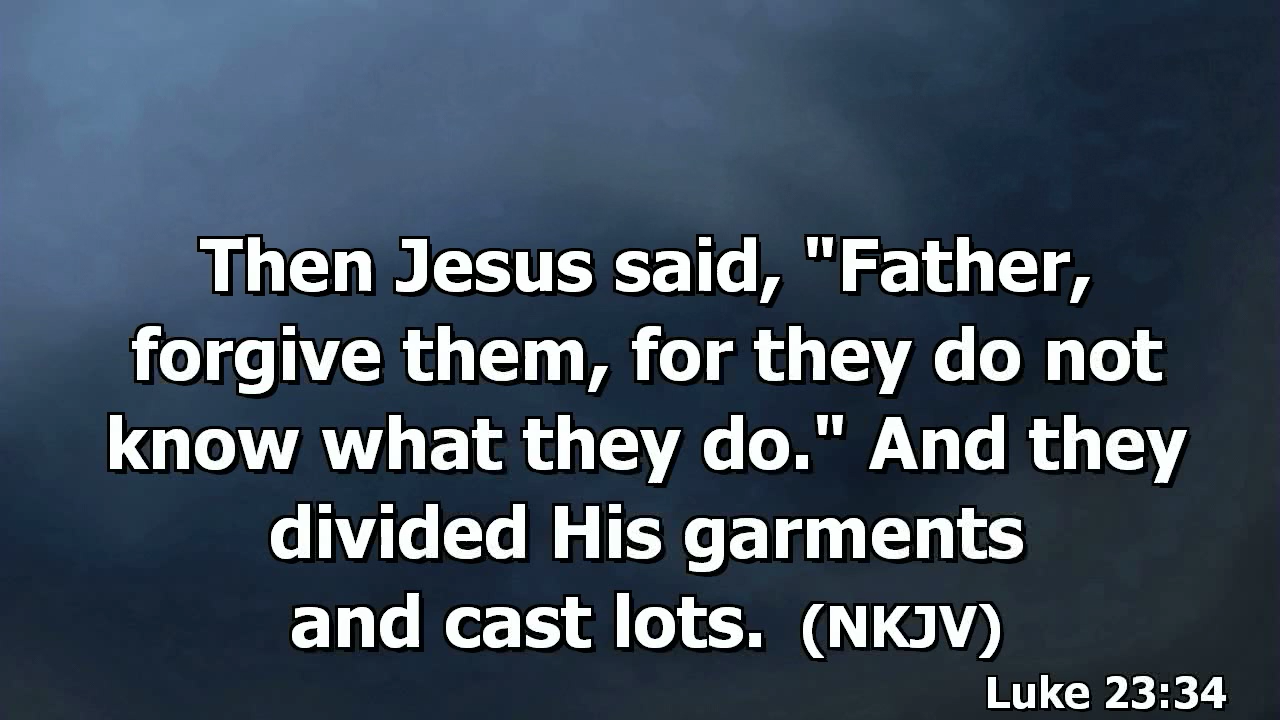 Then Jesus said, "Father,
forgive them, for they do not
know what they do." And they
divided His garments
and cast lots. (NKJV)
Luke 23:34